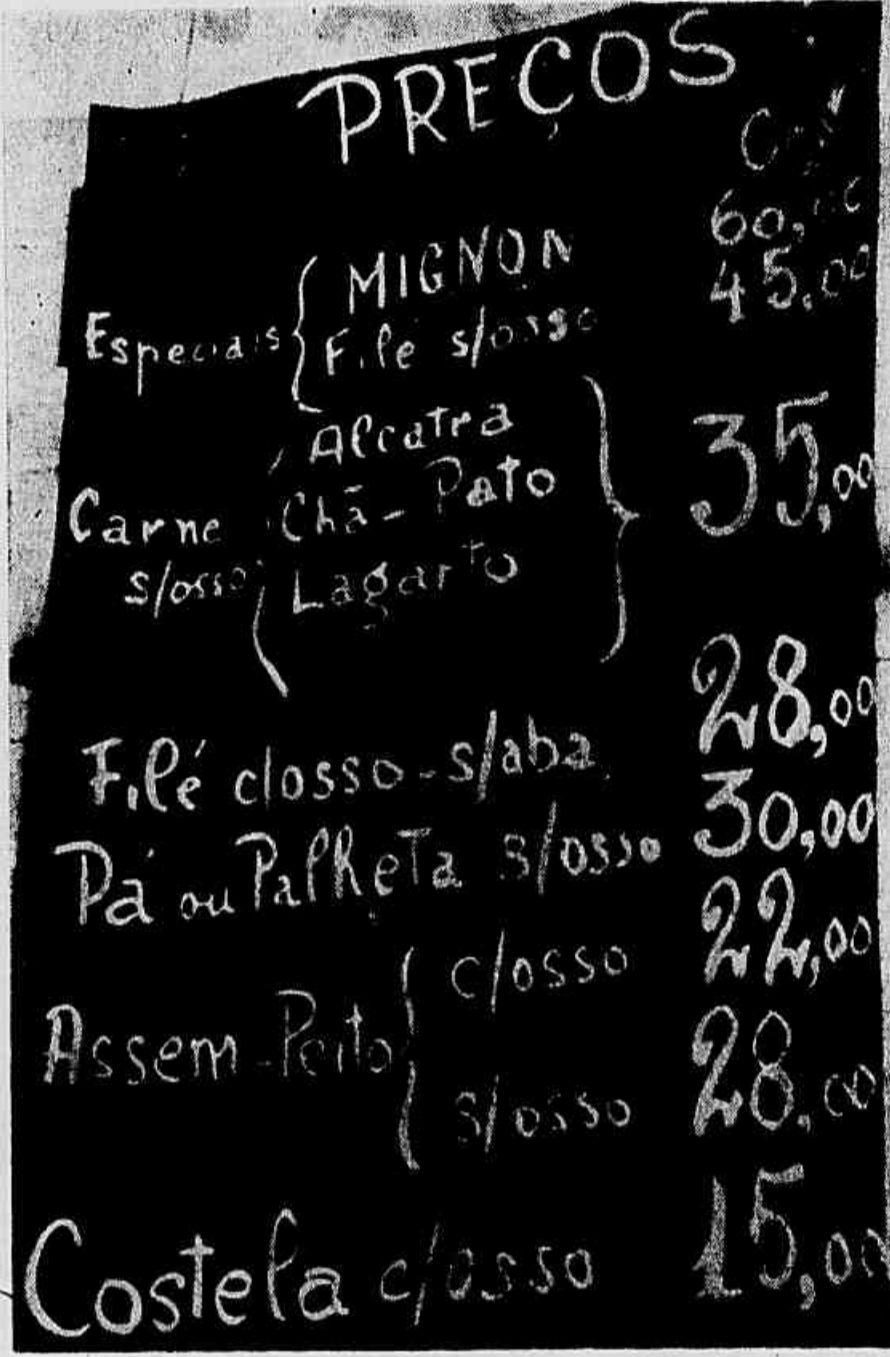 PREÇOS
Especiais MIGNON 60,00
Filé s/osso 45,00
Carne s/osso Alcatra
Chã-Pato 35,00
Lagarto
Filé c/osso-s/aba 28,00
Pá ou Palheta s/osso 30,00
Assem-Peito c/osso 22,00
s/osso 28,00
Costela c/osso 15,00